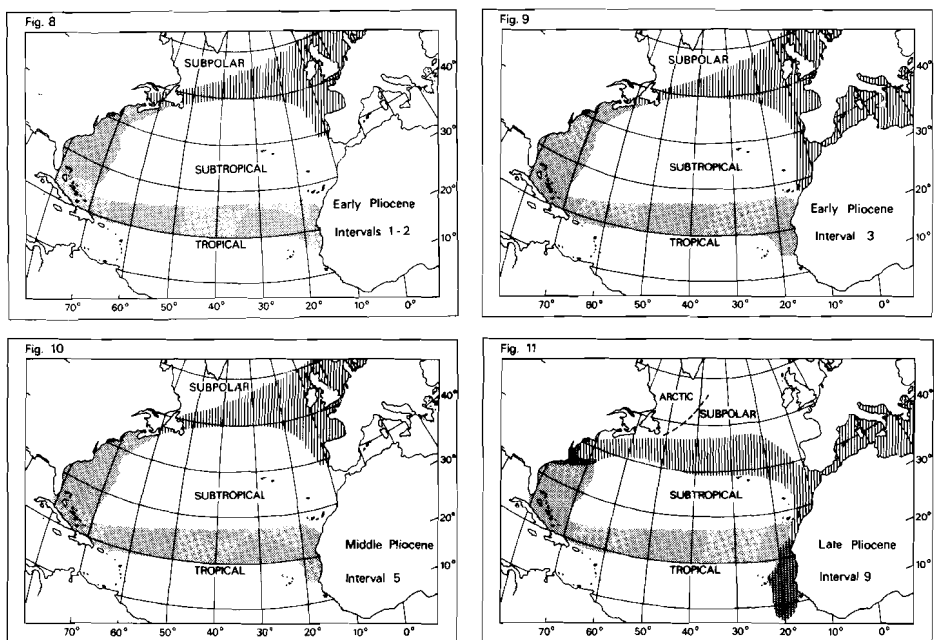 Fig. 8
SUBPOLAR
SUBTROPICAL
TROPICAL
Early Pliocene
Intervals 1-2
40°
30°
20°
10°
70° 60° 50° 40° 30° 20° 10° 0°
Fig. 9
SUBPOLAR
SUBTROPICAL
TROPICAL
Early Pliocene
Interval 3
40°
30°
20°
10°
70° 60° 50° 40° 30° 20° 10° 0°
Fig. 10
SUBPOLAR
SUBTROPICAL
TROPICAL
Middle Pliocene
Interval 5
40°
30°
20°
10°
70° 60° 50° 40° 30° 20° 10° 0°
Fig. 11
ARCTIC
SUBPOLAR
SUBTROPICAL
TROPICAL
Late Pliocene
Interval 9
40°
30°
20°
10°
70° 60° 50° 40° 30° 20° 10° 0°